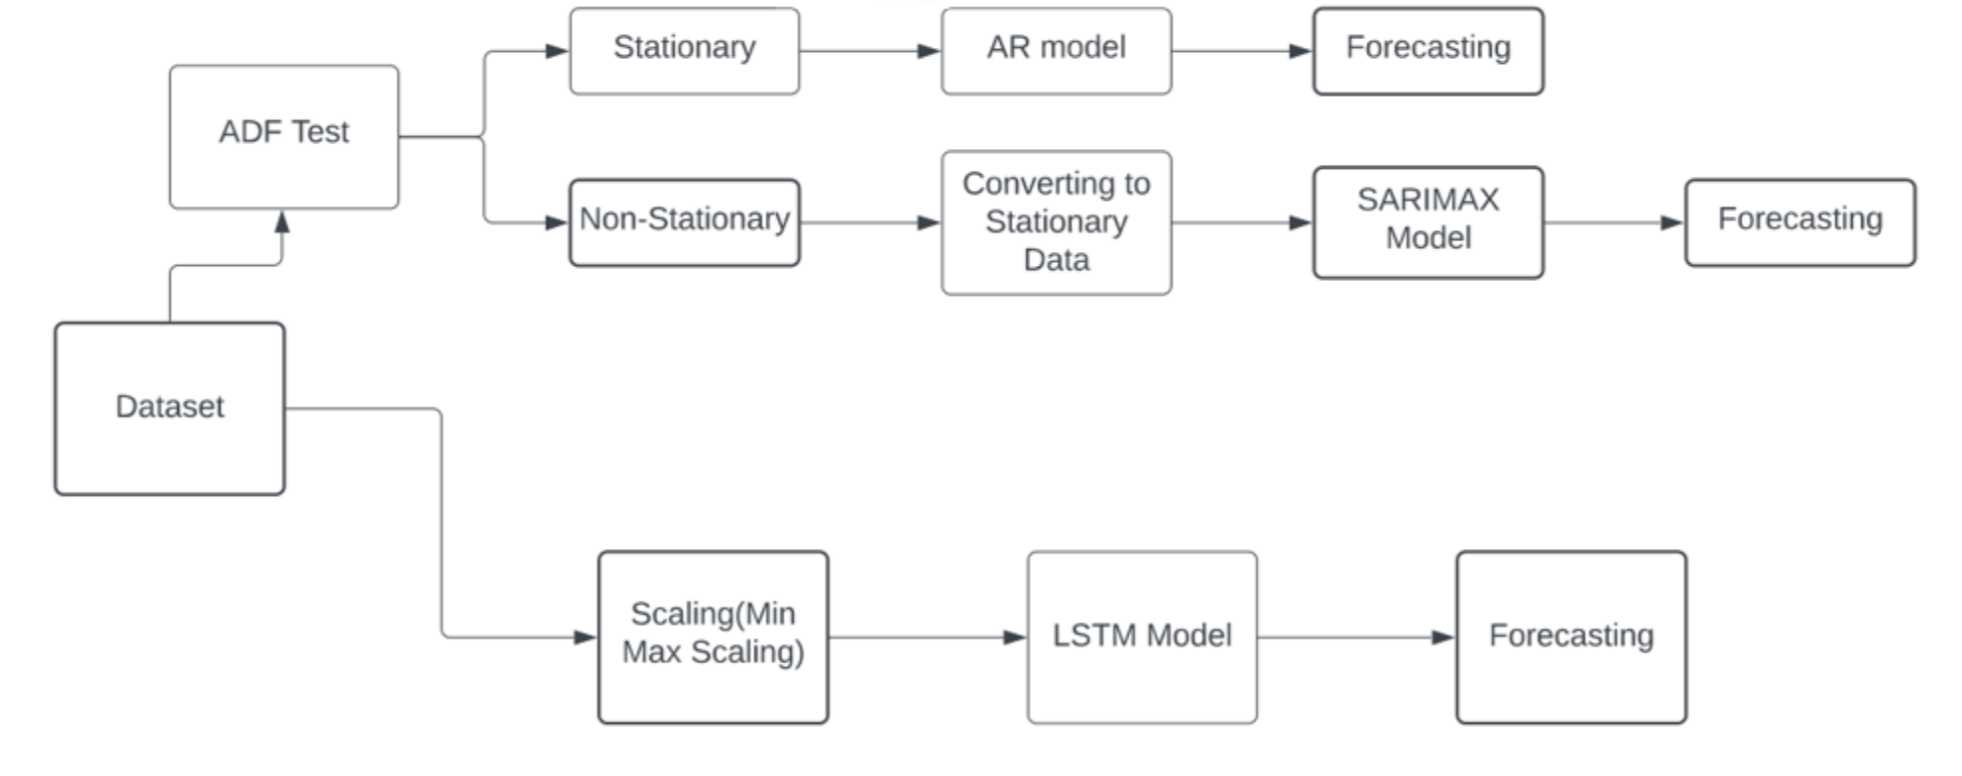 Stationary
AR model
Forecasting
ADF Test
Non-Stationary
Converting to
Stationary
Data
SARIMAX
Model
Forecasting
Dataset
Scaling(Min
Max Scaling)
LSTM Model
Forecasting